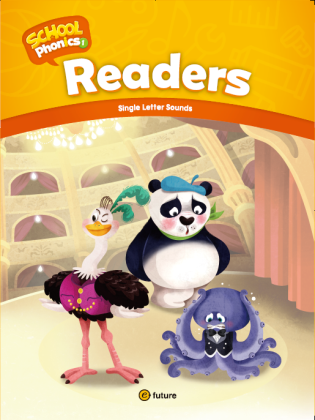 SCHOOL
Phonics 1
Readers
Single Letter Sounds
e future